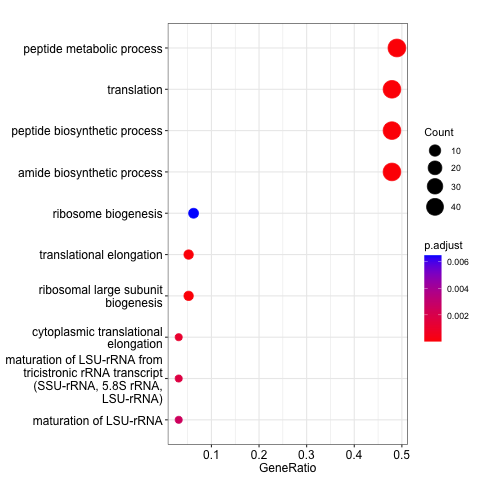 peptide metabolic process
translation
peptide biosynthetic process
amide biosynthetic process
ribosome biogenesis
translational elongation
ribosomal large subunit
biogenesis
cytoplasmic translational
elongation
maturation of LSU-rRNA from
tricistronic rRNA transcript
(SSU-rRNA, 5.8S rRNA,
LSU-rRNA)
maturation of LSU-rRNA
0.1 0.2 0.3 0.4 0.5
GeneRatio
Count
10
20
30
40
p.adjust
0.006
0.004
0.002